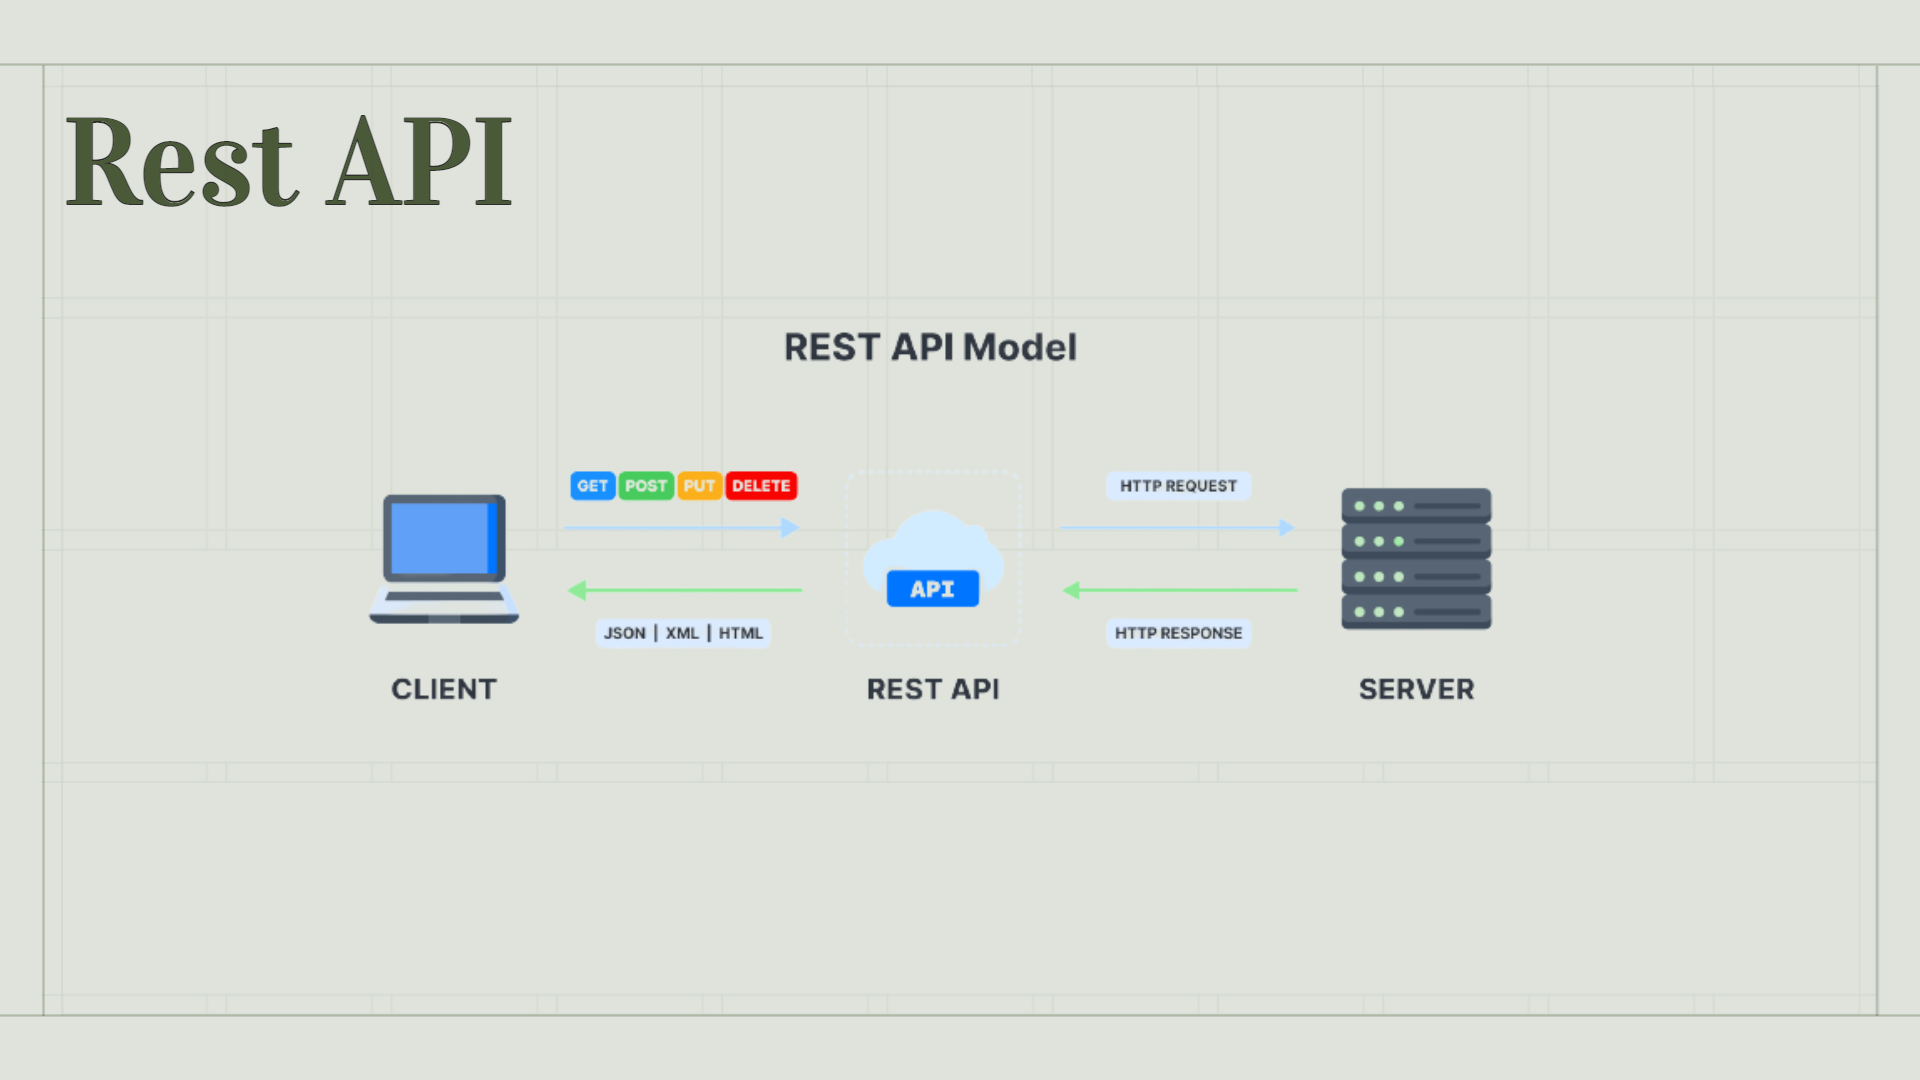 Rest API
REST API Model
GET POST PUT DELETE
HTTP REQUEST
API
JSON | XML | HTML
HTTP RESPONSE
CLIENT
REST API
SERVER